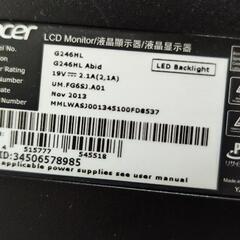 acer
LCD Monitor/液晶顯示器/液晶显示器
G246HL
G246HL Abid
19V⎓2.1A(2,1A)
UM.FG6SJ.A01
Nov 2013
MMLWASJ001345100FD8537
LED Backlight
515777
545518
ID:34506578985
applicable power supplies see user manual